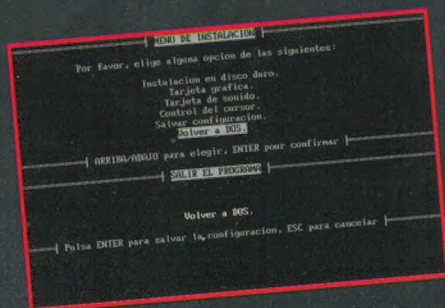 MENU DE INSTALACION
Por favor, elige alguna opcion de las siguientes:
Instalacion en disco duro.
Tarjeta grafica.
Tarjeta de sonido.
Control del cursor.
Salvar configuracion.
Volver a DOS.
ARRIBA/ABAJO para elegir, ENTER pour confirmar
SALIR EL PROGRAMA
Volver a DOS.
Pulsa ENTER para salvar la configuracion, ESC para cancelar